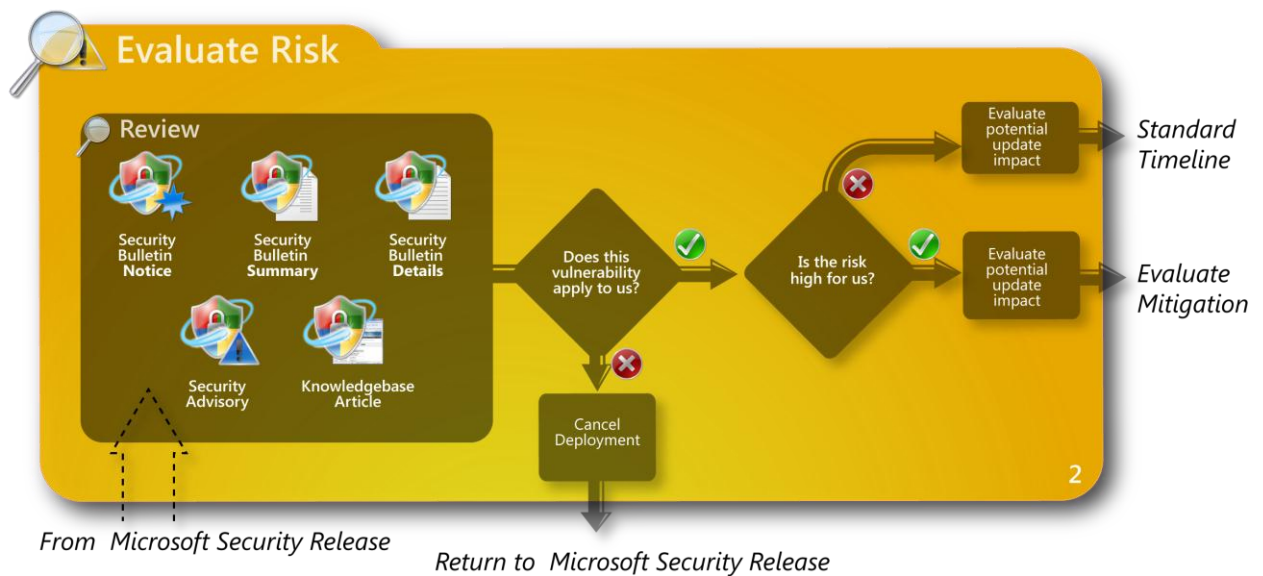 Evaluate Risk
Review
Security
Bulletin
Notice
Security
Bulletin
Summary
Security
Bulletin
Details
Security
Advisory
Knowledgebase
Article
Does this
vulnerability
apply to us?
Cancel
Deployment
Is the risk
high for us?
Evaluate
potential
update
impact
Standard
Timeline
Evaluate
potential
update
impact
Evaluate
Mitigation
2
From Microsoft Security Release
Return to Microsoft Security Release